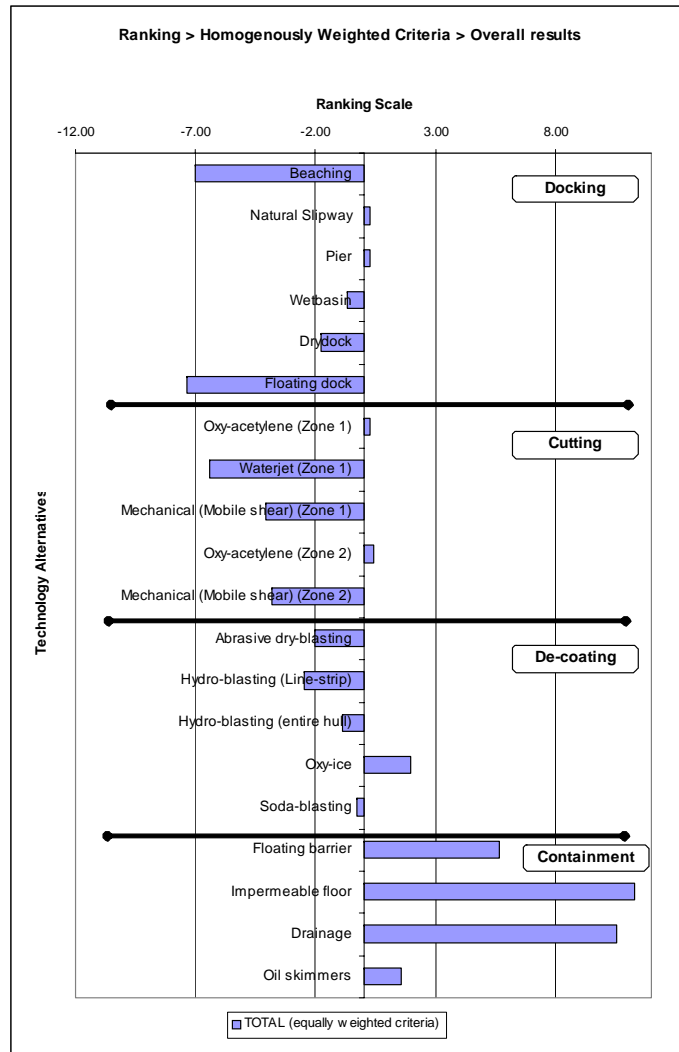 Ranking > Homogenously Weighted Criteria > Overall results
Ranking Scale
-12.00 -7.00 -2.00 3.00 8.00
Beaching
Docking
Natural Slipway
Pier
Wetbasin
Drydock
Floating dock
Oxy-acetylene (Zone 1)
Cutting
Waterjet (Zone 1)
Mechanical (Mobile shear) (Zone 1)
Oxy-acetylene (Zone 2)
Mechanical (Mobile shear) (Zone 2)
Technology Alternatives
Abrasive dry-blasting
De-coating
Hydro-blasting (Line-strip)
Hydro-blasting (entire hull)
Oxy-ice
Soda-blasting
Floating barrier
Containment
Impermeable floor
Drainage
Oil skimmers
TOTAL (equally weighted criteria)